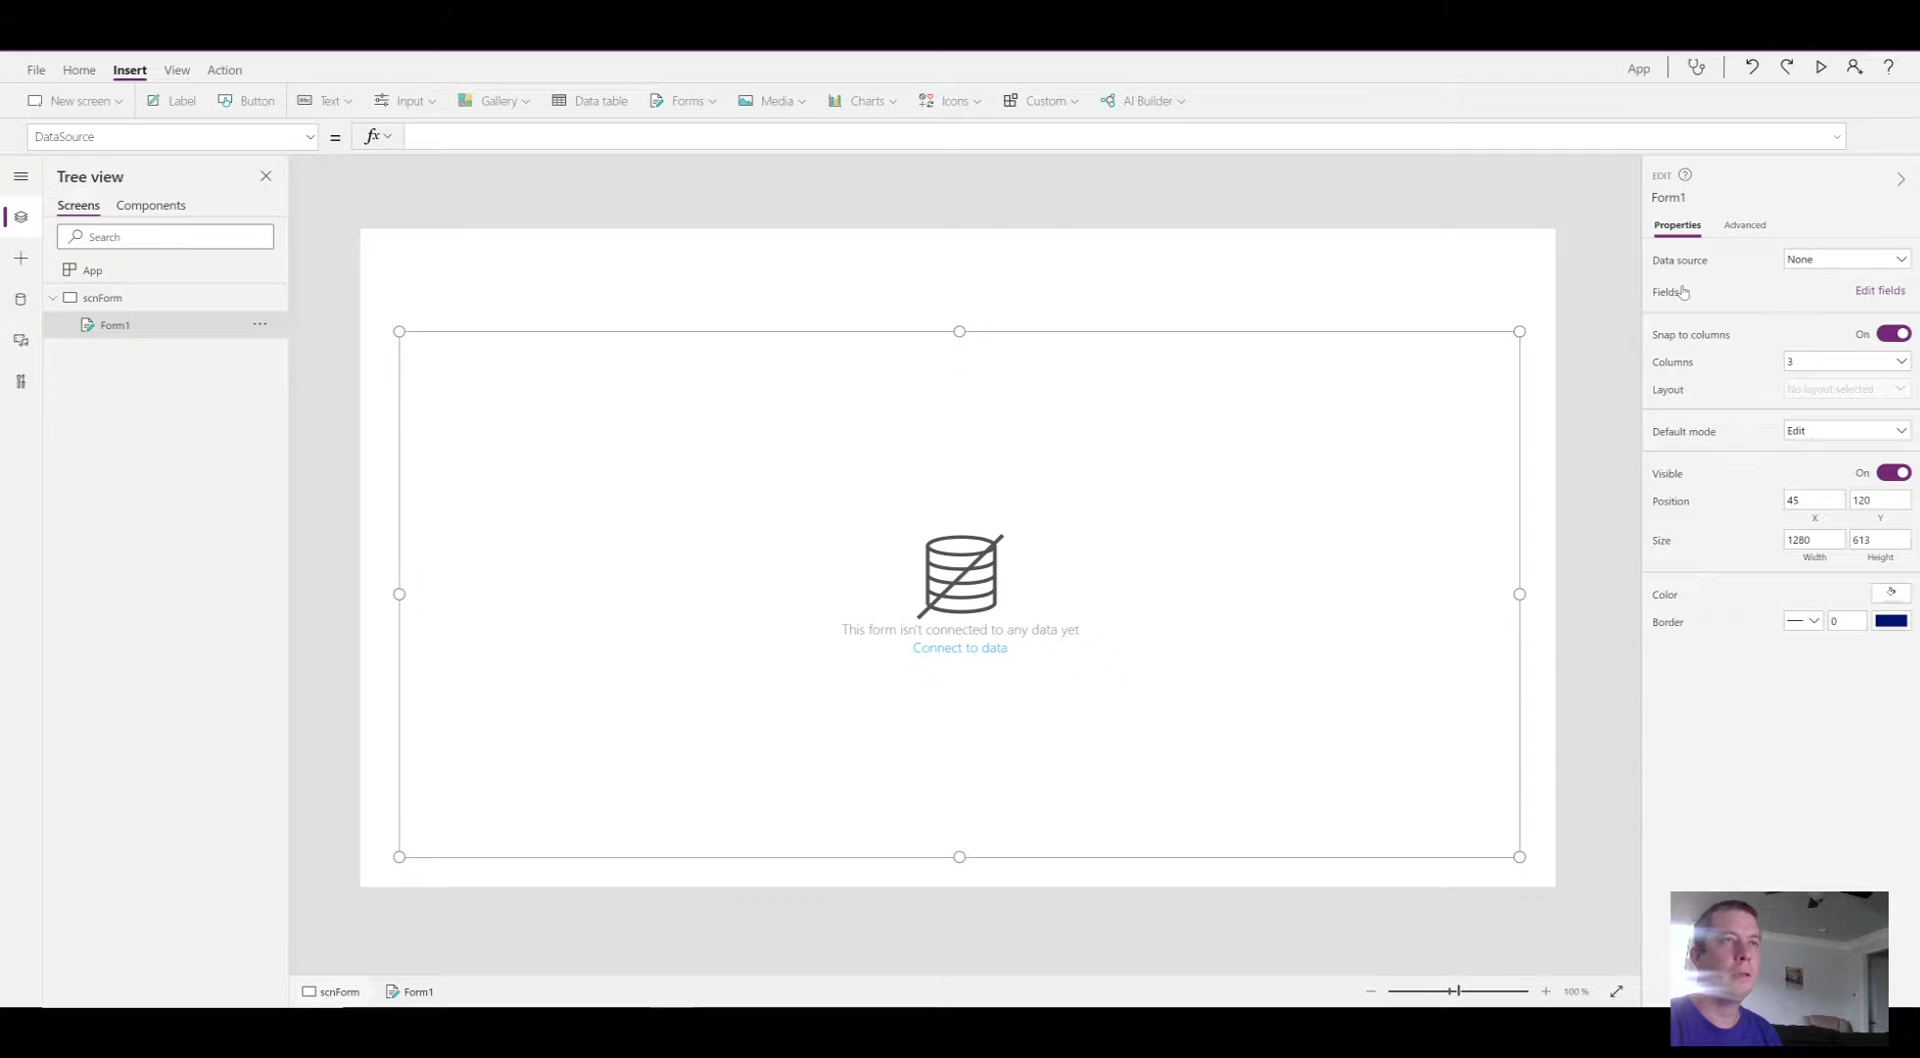 File Home Insert View Action App ?
New screen Label Button Text Input Gallery Data table Forms Media Charts Icons Custom AI Builder
DataSource = fx
Tree view
Screens Components
Search
App
scnForm
Form1 ...
This form isn't connected to any data yet
Connect to data
EDIT ?
Form1
Properties Advanced
Data source None
Fields Edit fields
Snap to columns On
Columns 3
Layout No layout selected
Default mode Edit
Visible On
Position 45 120
X Y
Size 1280 613
Width Height
Color
Border 0
scnForm Form1 100 %